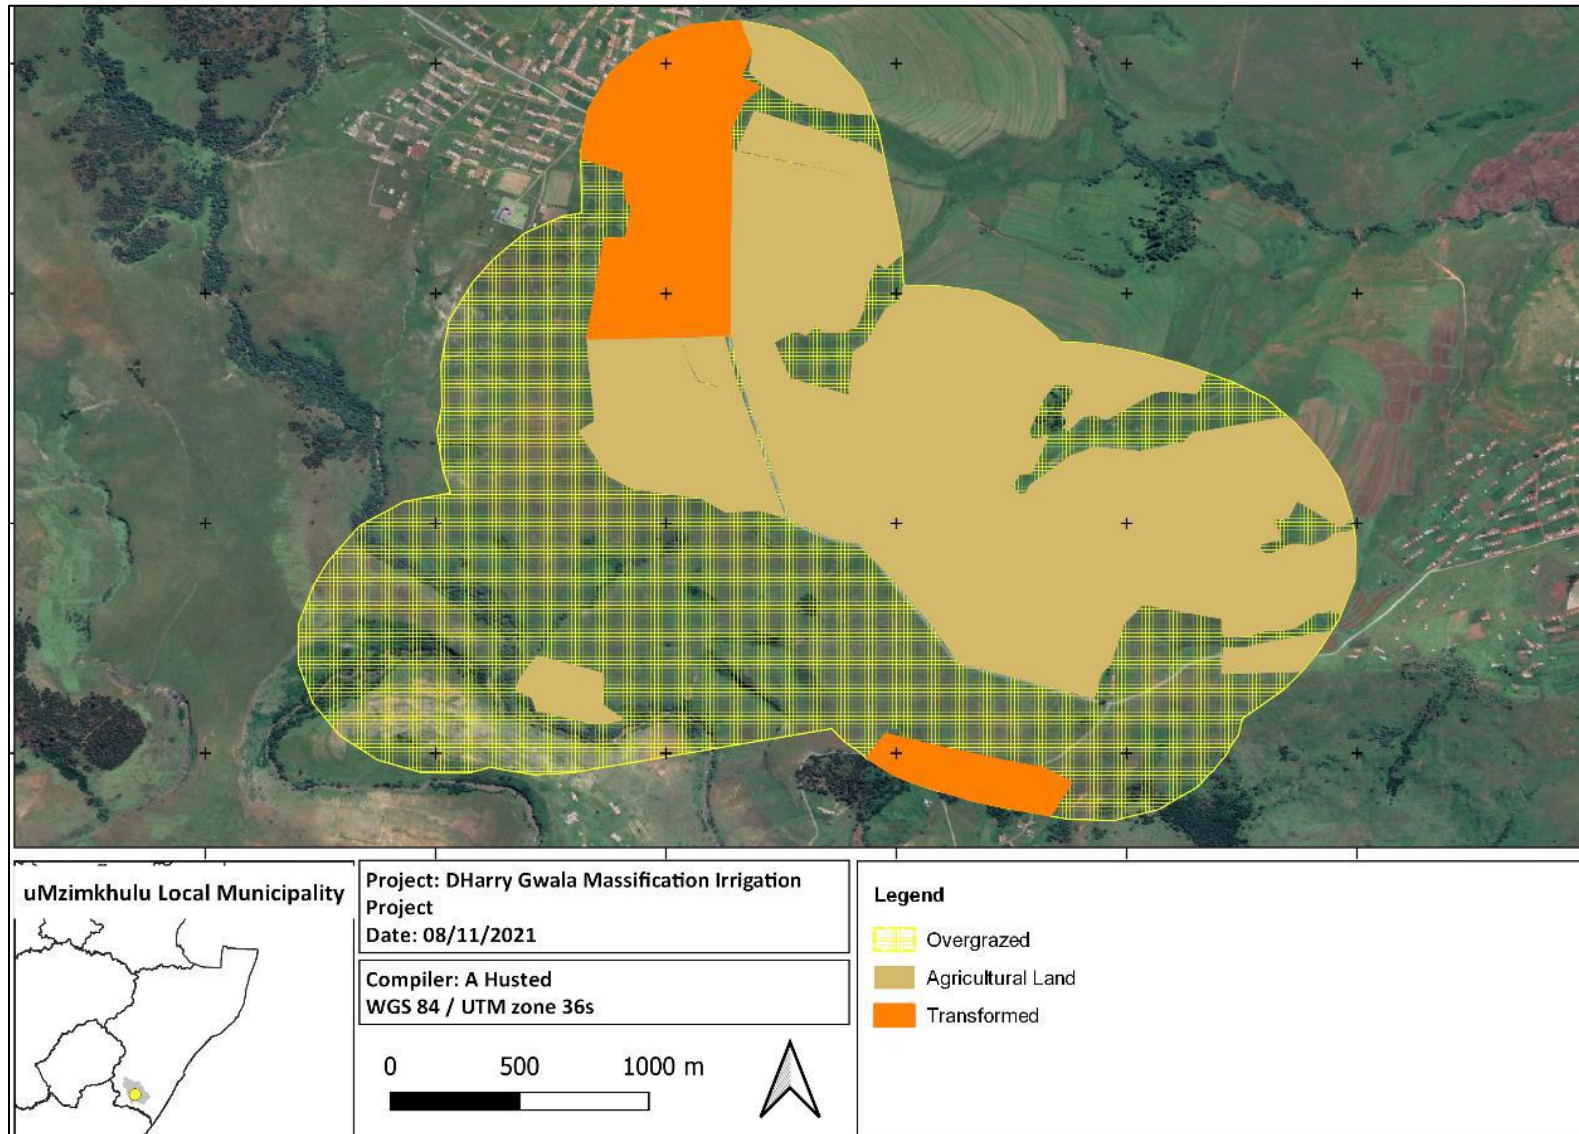 uMzimkhulu Local Municipality
Project: DHarry Gwala Massification Irrigation
Project
Date: 08/11/2021
Compiler: A Husted
WGS 84 / UTM zone 36s
0 500 1000 m
Legend
Overgrazed
Agricultural Land
Transformed